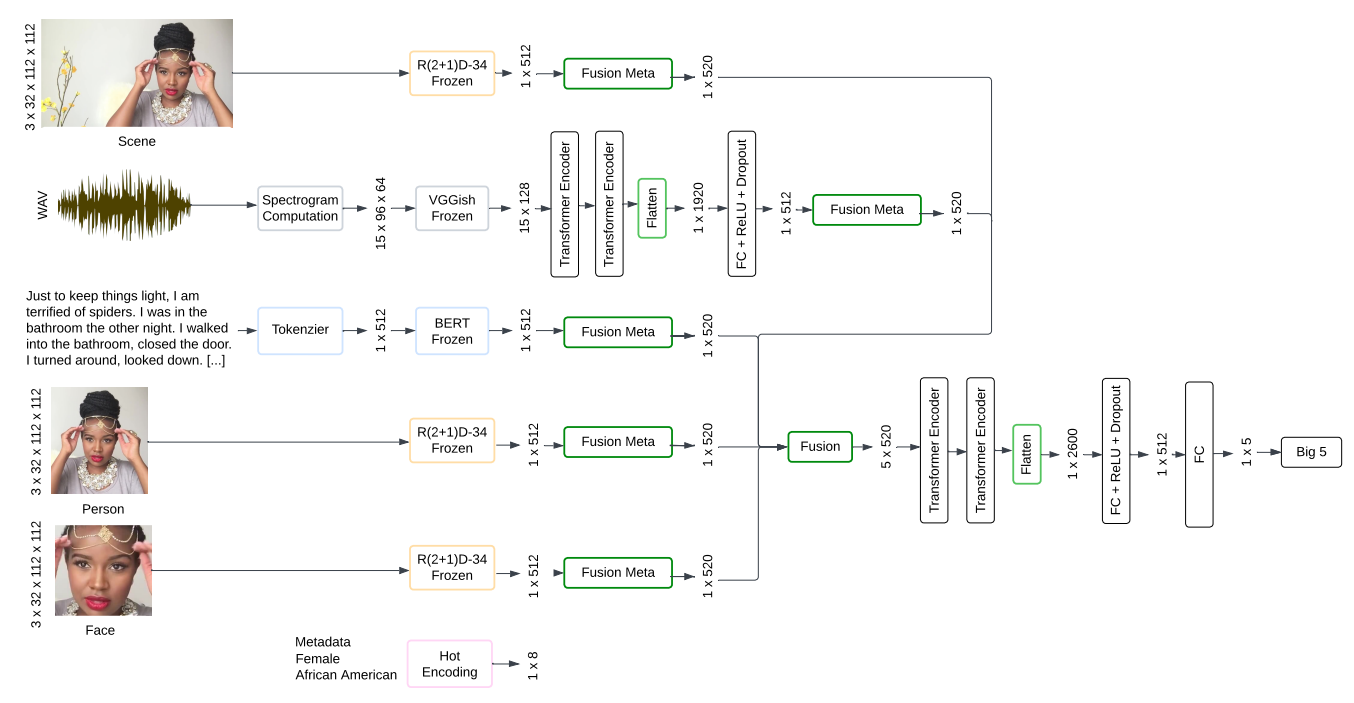 3 x 32 x 112 x 112
Scene
R(2+1)D-34
Frozen
1 x 512
Fusion Meta
1 x 520
WAV
Spectrogram
Computation
15 x 96 x 64
VGGish
Frozen
15 x 128
Transformer Encoder
Transformer Encoder
Flatten
1 x 1920
FC + ReLU + Dropout
1 x 512
Fusion Meta
1 x 520
Just to keep things light, I am
terrified of spiders. I was in the
bathroom the other night. I walked
into the bathroom, closed the door.
I turned around, looked down. [...]
Tokenzier
1 x 512
BERT
Frozen
1 x 512
Fusion Meta
1 x 520
3 x 32 x 112 x 112
Person
R(2+1)D-34
Frozen
1 x 512
Fusion Meta
1 x 520
Fusion
5 x 520
Transformer Encoder
Transformer Encoder
Flatten
1 x 2600
FC + ReLU + Dropout
1 x 512
FC
1 x 5
Big 5
3 x 32 x 112 x 112
Face
R(2+1)D-34
Frozen
1 x 512
Fusion Meta
1 x 520
Metadata
Female
African American
Hot
Encoding
1 x 8